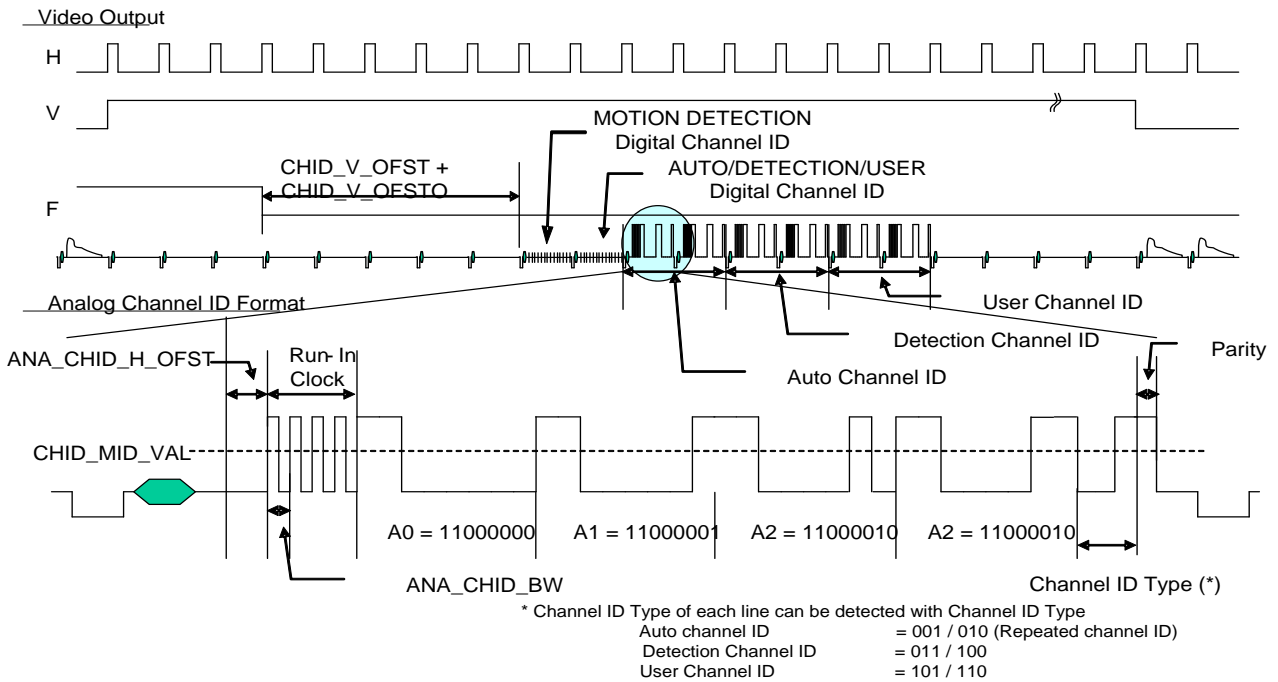 Video Output
H
V
MOTION DETECTION
Digital Channel ID
CHID_V_OFST +
CHID_V_OFSTO
AUTO/DETECTION/USER
Digital Channel ID
F
Analog Channel ID Format
User Channel ID
Detection Channel ID
Auto Channel ID
ANA_CHID_H_OFST
Run-In
Clock
Parity
CHID_MID_VAL
A0 = 11000000
A1 = 11000001
A2 = 11000010
A2 = 11000010
ANA_CHID_BW
Channel ID Type (*)
* Channel ID Type of each line can be detected with Channel ID Type
Auto channel ID = 001 / 010 (Repeated channel ID)
Detection Channel ID = 011 / 100
User Channel ID = 101 / 110